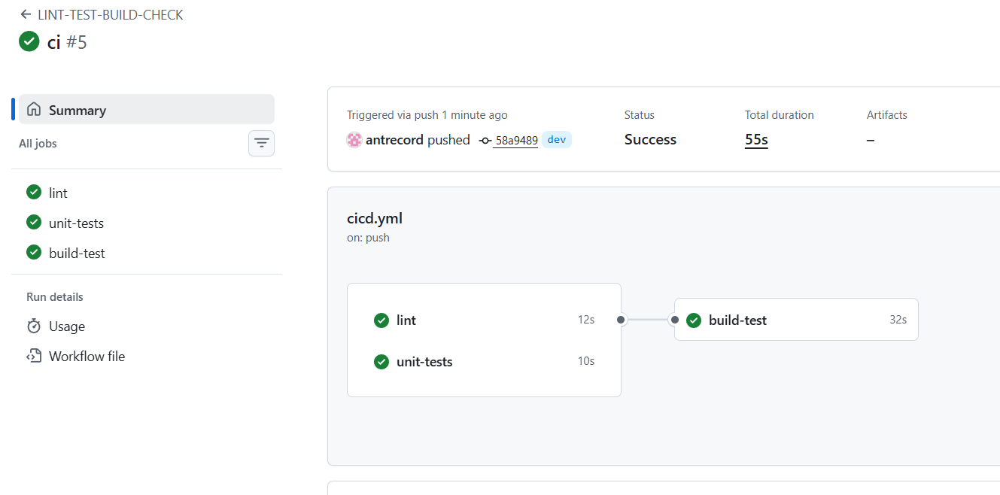 LINT-TEST-BUILD-CHECK
ci #5
Summary
All jobs
lint
unit-tests
build-test
Run details
Usage
Workflow file
Triggered via push 1 minute ago
antrecord pushed 58a9489 dev
Status
Success
Total duration
55s
Artifacts
–
cicd.yml
on: push
lint 12s
unit-tests 10s
build-test 32s